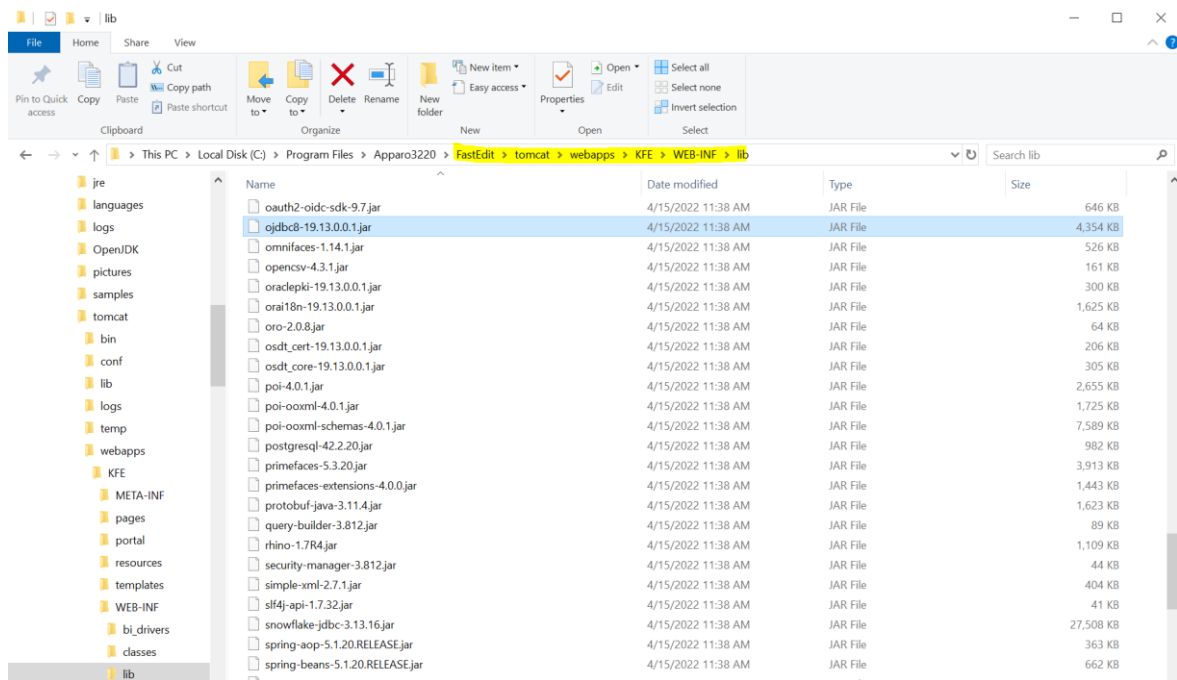 lib
File Home Share View
Pin to Quick access
Copy
Paste
Cut
Copy path
Paste shortcut
Clipboard
Move to
Copy to
Delete
Rename
Organize
New folder
New item
Easy access
New
Properties
Open
Edit
Open
Select all
Select none
Invert selection
Select
This PC > Local Disk (C:) > Program Files > Apparo3220 > FastEdit > tomcat > webapps > KFE > WEB-INF > lib
Search lib
jre
languages
logs
OpenJDK
pictures
samples
tomcat
bin
conf
lib
logs
temp
webapps
KFE
META-INF
pages
portal
resources
templates
WEB-INF
bi_drivers
classes
lib
Name Date modified Type Size
oauth2-oidc-sdk-9.7.jar 4/15/2022 11:38 AM JAR File 646 KB
ojdbc8-19.13.0.0.1.jar 4/15/2022 11:38 AM JAR File 4,354 KB
omnifaces-1.14.1.jar 4/15/2022 11:38 AM JAR File 526 KB
opencsv-4.3.1.jar 4/15/2022 11:38 AM JAR File 161 KB
oraclepki-19.13.0.0.1.jar 4/15/2022 11:38 AM JAR File 300 KB
orai18n-19.13.0.0.1.jar 4/15/2022 11:38 AM JAR File 1,625 KB
oro-2.0.8.jar 4/15/2022 11:38 AM JAR File 64 KB
osdt_cert-19.13.0.0.1.jar 4/15/2022 11:38 AM JAR File 206 KB
osdt_core-19.13.0.0.1.jar 4/15/2022 11:38 AM JAR File 305 KB
poi-4.0.1.jar 4/15/2022 11:38 AM JAR File 2,655 KB
poi-ooxml-4.0.1.jar 4/15/2022 11:38 AM JAR File 1,725 KB
poi-ooxml-schemas-4.0.1.jar 4/15/2022 11:38 AM JAR File 7,589 KB
postgresql-42.2.20.jar 4/15/2022 11:38 AM JAR File 982 KB
primefaces-5.3.20.jar 4/15/2022 11:38 AM JAR File 3,913 KB
primefaces-extensions-4.0.0.jar 4/15/2022 11:38 AM JAR File 1,443 KB
protobuf-java-3.11.4.jar 4/15/2022 11:38 AM JAR File 1,623 KB
query-builder-3.812.jar 4/15/2022 11:38 AM JAR File 89 KB
rhino-1.7R4.jar 4/15/2022 11:38 AM JAR File 1,109 KB
security-manager-3.812.jar 4/15/2022 11:38 AM JAR File 44 KB
simple-xml-2.7.1.jar 4/15/2022 11:38 AM JAR File 404 KB
slf4j-api-1.7.32.jar 4/15/2022 11:38 AM JAR File 41 KB
snowflake-jdbc-3.13.16.jar 4/15/2022 11:38 AM JAR File 27,508 KB
spring-aop-5.1.20.RELEASE.jar 4/15/2022 11:38 AM JAR File 363 KB
spring-beans-5.1.20.RELEASE.jar 4/15/2022 11:38 AM JAR File 662 KB